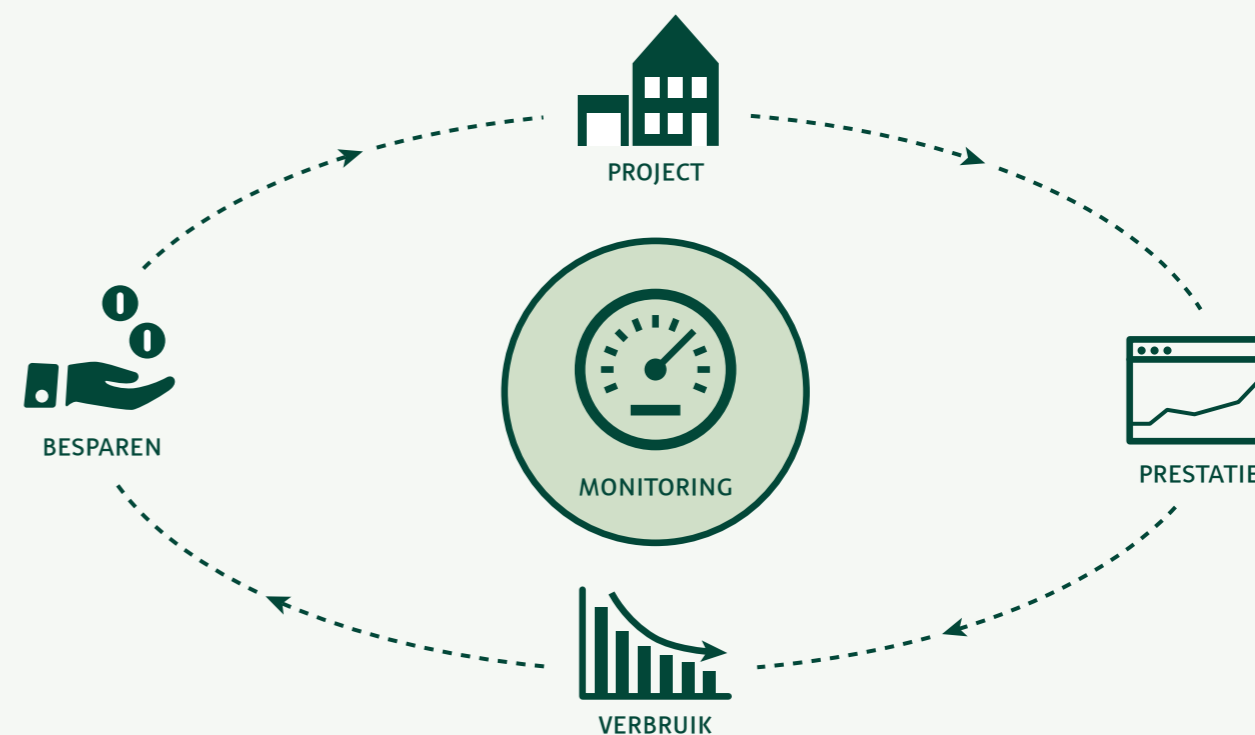 PROJECT
BESPAREN
MONITORING
PRESTATIE
VERBRUIK